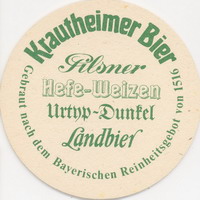 Krautheimer Bier
Pilsner
Hefe-Weizen
Urtyp-Dunkel
Landbier
Gebraut nach dem Bayerischen Reinheitsgebot von 1516